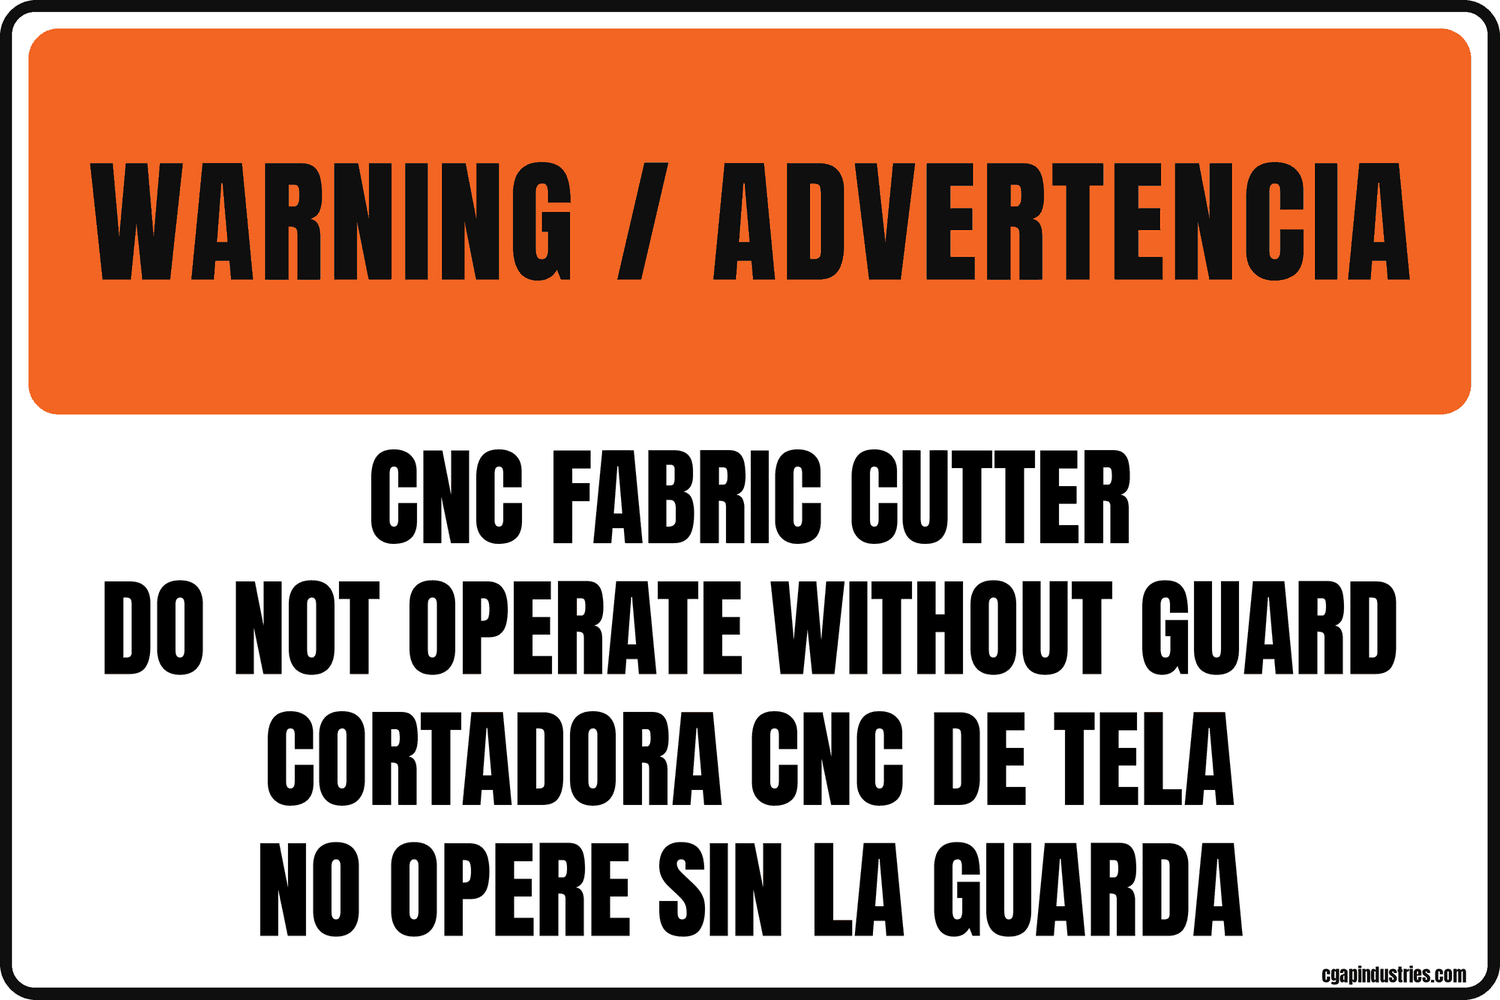 WARNING / ADVERTENCIA
CNC FABRIC CUTTER
DO NOT OPERATE WITHOUT GUARD
CORTADORA CNC DE TELA
NO OPERE SIN LA GUARDA
cgapindustries.com